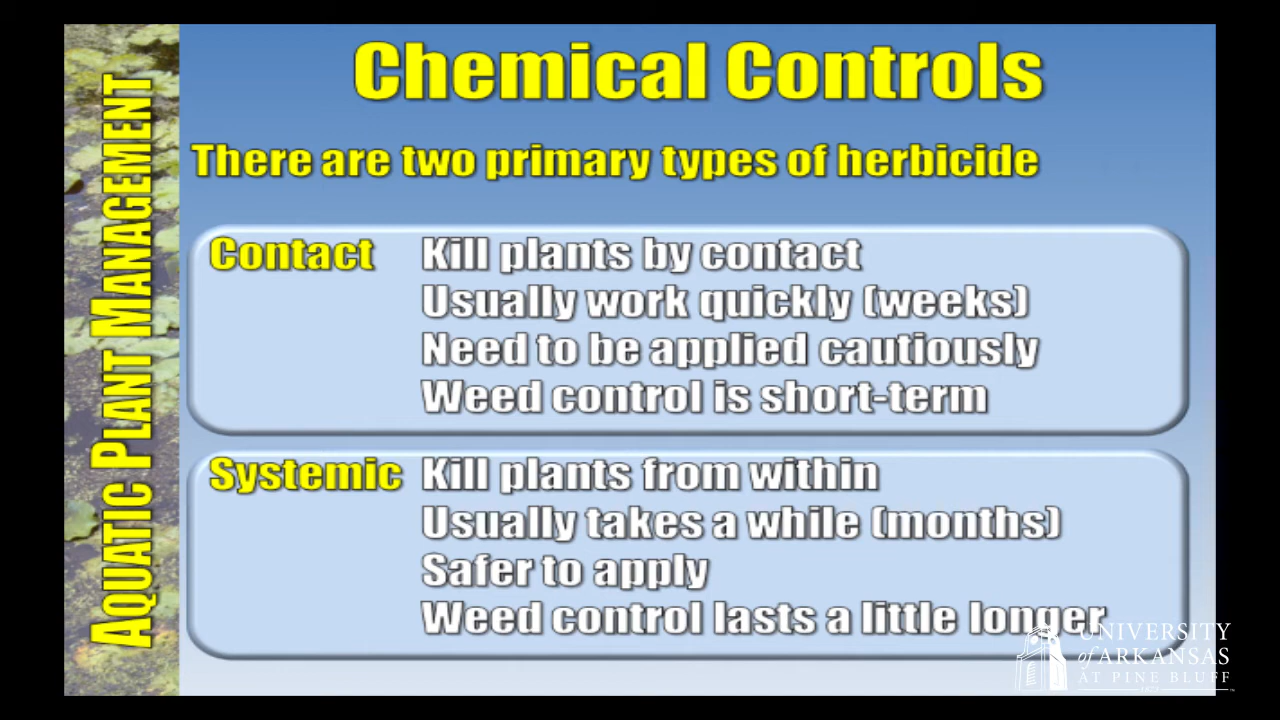 Chemical Controls
There are two primary types of herbicide
Contact Kill plants by contact
Usually work quickly (weeks)
Need to be applied cautiously
Weed control is short-term
Systemic Kill plants from within
Usually takes a while (months)
Safer to apply
Weed control lasts a little longer
AQUATIC PLANT MANAGEMENT
UNIVERSITY
of ARKANSAS
AT PINE BLUFF